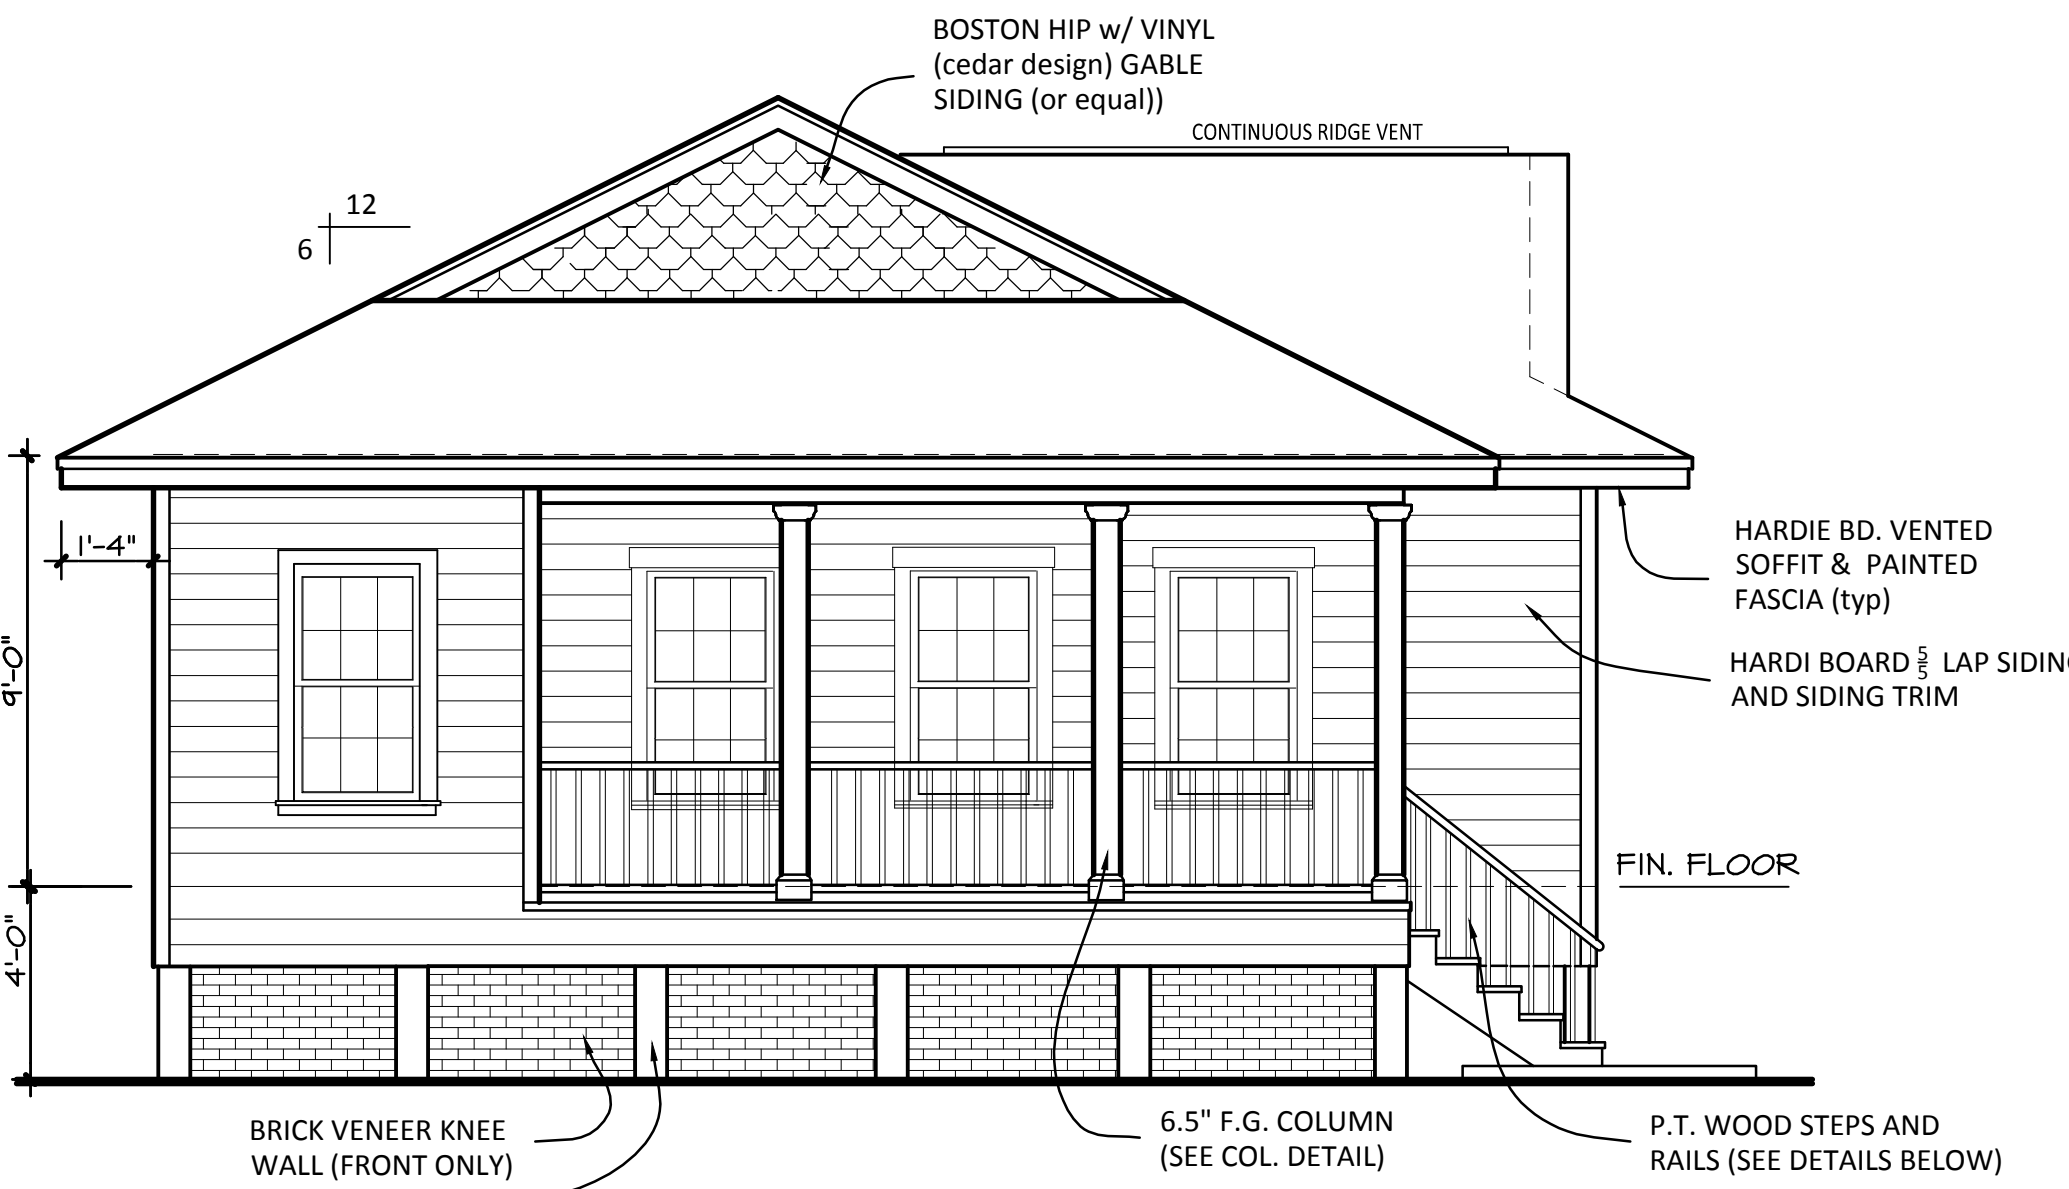 BOSTON HIP w/ VINYL
(cedar design) GABLE
SIDING (or equal))
CONTINUOUS RIDGE VENT
12
6
1'-4"
9'-0"
4'-0"
HARDIE BD. VENTED
SOFFIT & PAINTED
FASCIA (typ)
HARDI BOARD 5/5 LAP SIDING
AND SIDING TRIM
FIN. FLOOR
BRICK VENEER KNEE
WALL (FRONT ONLY)
6.5" F.G. COLUMN
(SEE COL. DETAIL)
P.T. WOOD STEPS AND
RAILS (SEE DETAILS BELOW)